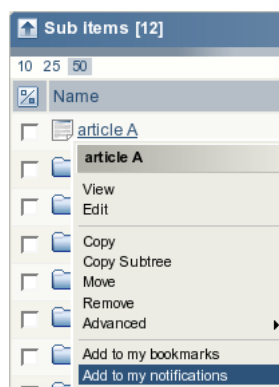 Sub items [12]
10 25 50
Name
article A
article A
View
Edit
Copy
Copy Subtree
Move
Remove
Advanced
Add to my bookmarks
Add to my notifications